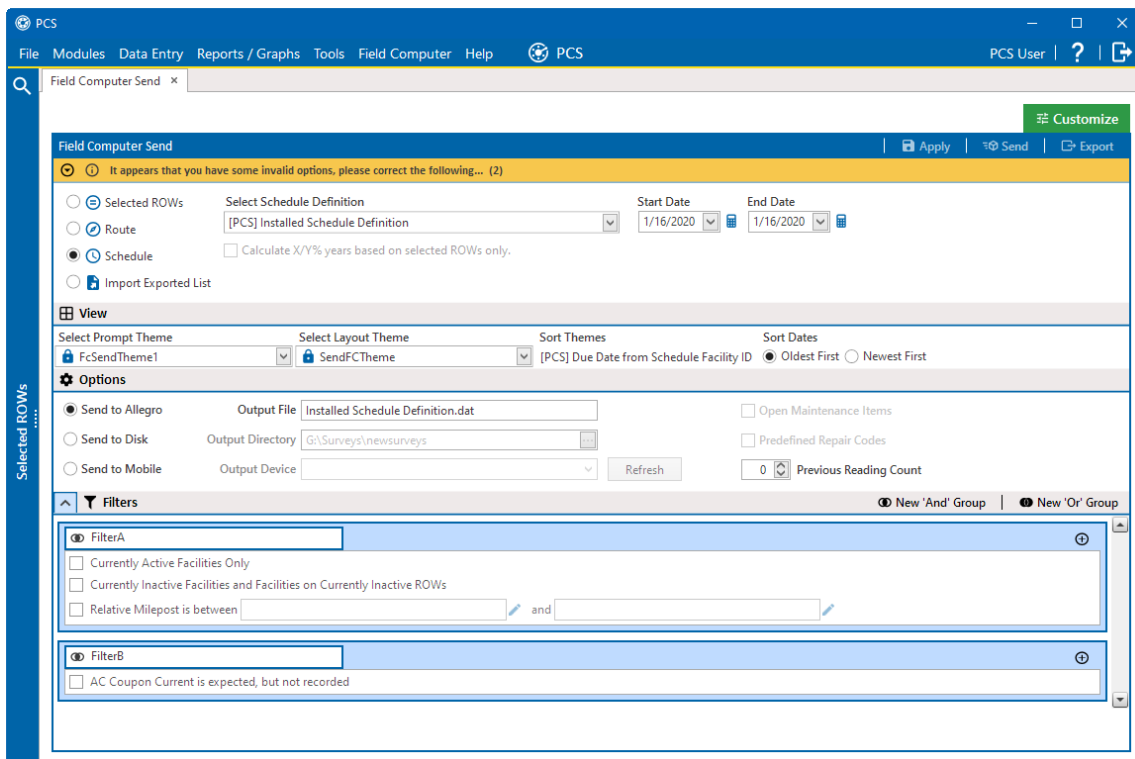 PCS
File Modules Data Entry Reports / Graphs Tools Field Computer Help PCS PCS User | ? |
Field Computer Send ×
Customize
Field Computer Send | Apply | Send | Export
It appears that you have some invalid options, please correct the following... (2)
Selected ROWs Select Schedule Definition Start Date End Date
[PCS] Installed Schedule Definition 1/16/2020 1/16/2020
Route
Schedule Calculate X/Y% years based on selected ROWs only.
Import Exported List
View
Select Prompt Theme Select Layout Theme Sort Themes Sort Dates
FcSendTheme1 SendFCTheme [PCS] Due Date from Schedule Facility ID Oldest First Newest First
Options
Send to Allegro Output File Installed Schedule Definition.dat Open Maintenance Items
Send to Disk Output Directory G:\Surveys\newsurveys ... Predefined Repair Codes
Send to Mobile Output Device Refresh 0 Previous Reading Count
Selected ROWs
Filters New 'And' Group | New 'Or' Group
FilterA
Currently Active Facilities Only
Currently Inactive Facilities and Facilities on Currently Inactive ROWs
Relative Milepost is between and
FilterB
AC Coupon Current is expected, but not recorded